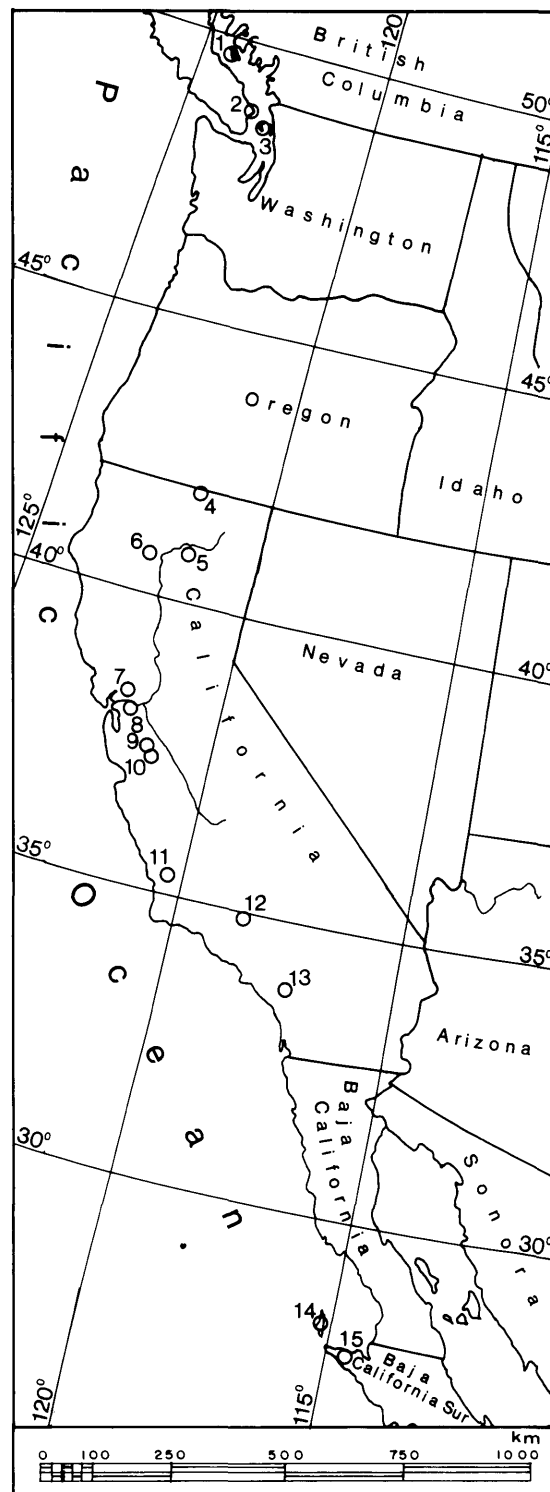 120
British
Columbia
50°
115°
1
2
3
Washington
Pacific Ocean
45°
45°
Oregon
Idaho
125°
40°
4
6
5
California
Nevada
40°
7
8
9
10
35°
11
12
35°
13
Arizona
Baja
California
Sonora
30°
30°
14
15
Baja
California Sur
120°
115°
km
0 100 250 500 750 1000